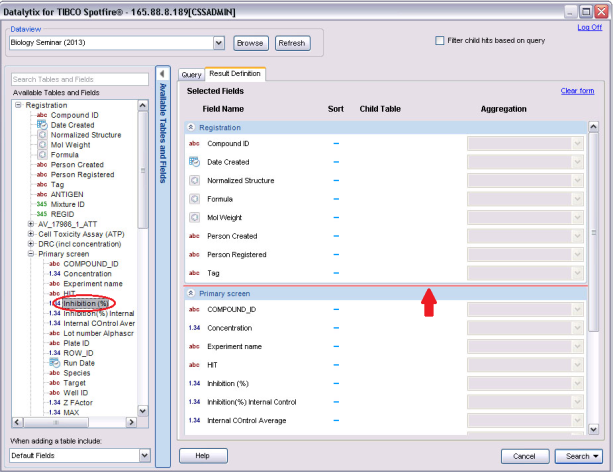 Datalytix for TIBCO Spotfire® - 165.88.8.189[CSSADMIN]
Log Off
Dataview
Biology Seminar (2013)
Browse
Refresh
Filter child hits based on query
Search Tables and Fields
Available Tables and Fields
Registration
abc Compound ID
Date Created
Normalized Structure
Mol Weight
Formula
abc Person Created
abc Person Registered
abc Tag
abc ANTIGEN
345 Mixture ID
345 REGID
AV_17986_1_ATT
Cell Toxicity Assay (ATP)
DRC (incl concentration)
Primary screen
abc COMPOUND_ID
1.34 Concentration
abc Experiment name
abc HIT
1.34 Inhibition (%)
1.34 Inhibition(%) Internal
1.34 Internal COntrol Aver
abc Lot number Alphascr
abc Plate ID
1.34 ROW_ID
Run Date
abc Species
abc Target
abc Well ID
1.34 Z FActor
1.34 MAX
When adding a table include:
Default Fields
Available Tables and Fields
Query
Result Definition
Selected Fields
Clear form
Field Name Sort Child Table Aggregation
Registration
abc Compound ID
Date Created
Normalized Structure
Formula
Mol Weight
abc Person Created
abc Person Registered
abc Tag
Primary screen
abc COMPOUND_ID
1.34 Concentration
abc Experiment name
abc HIT
1.34 Inhibition (%)
1.34 Inhibition(%) Internal Control
1.34 Internal COntrol Average
Help
Cancel
Search